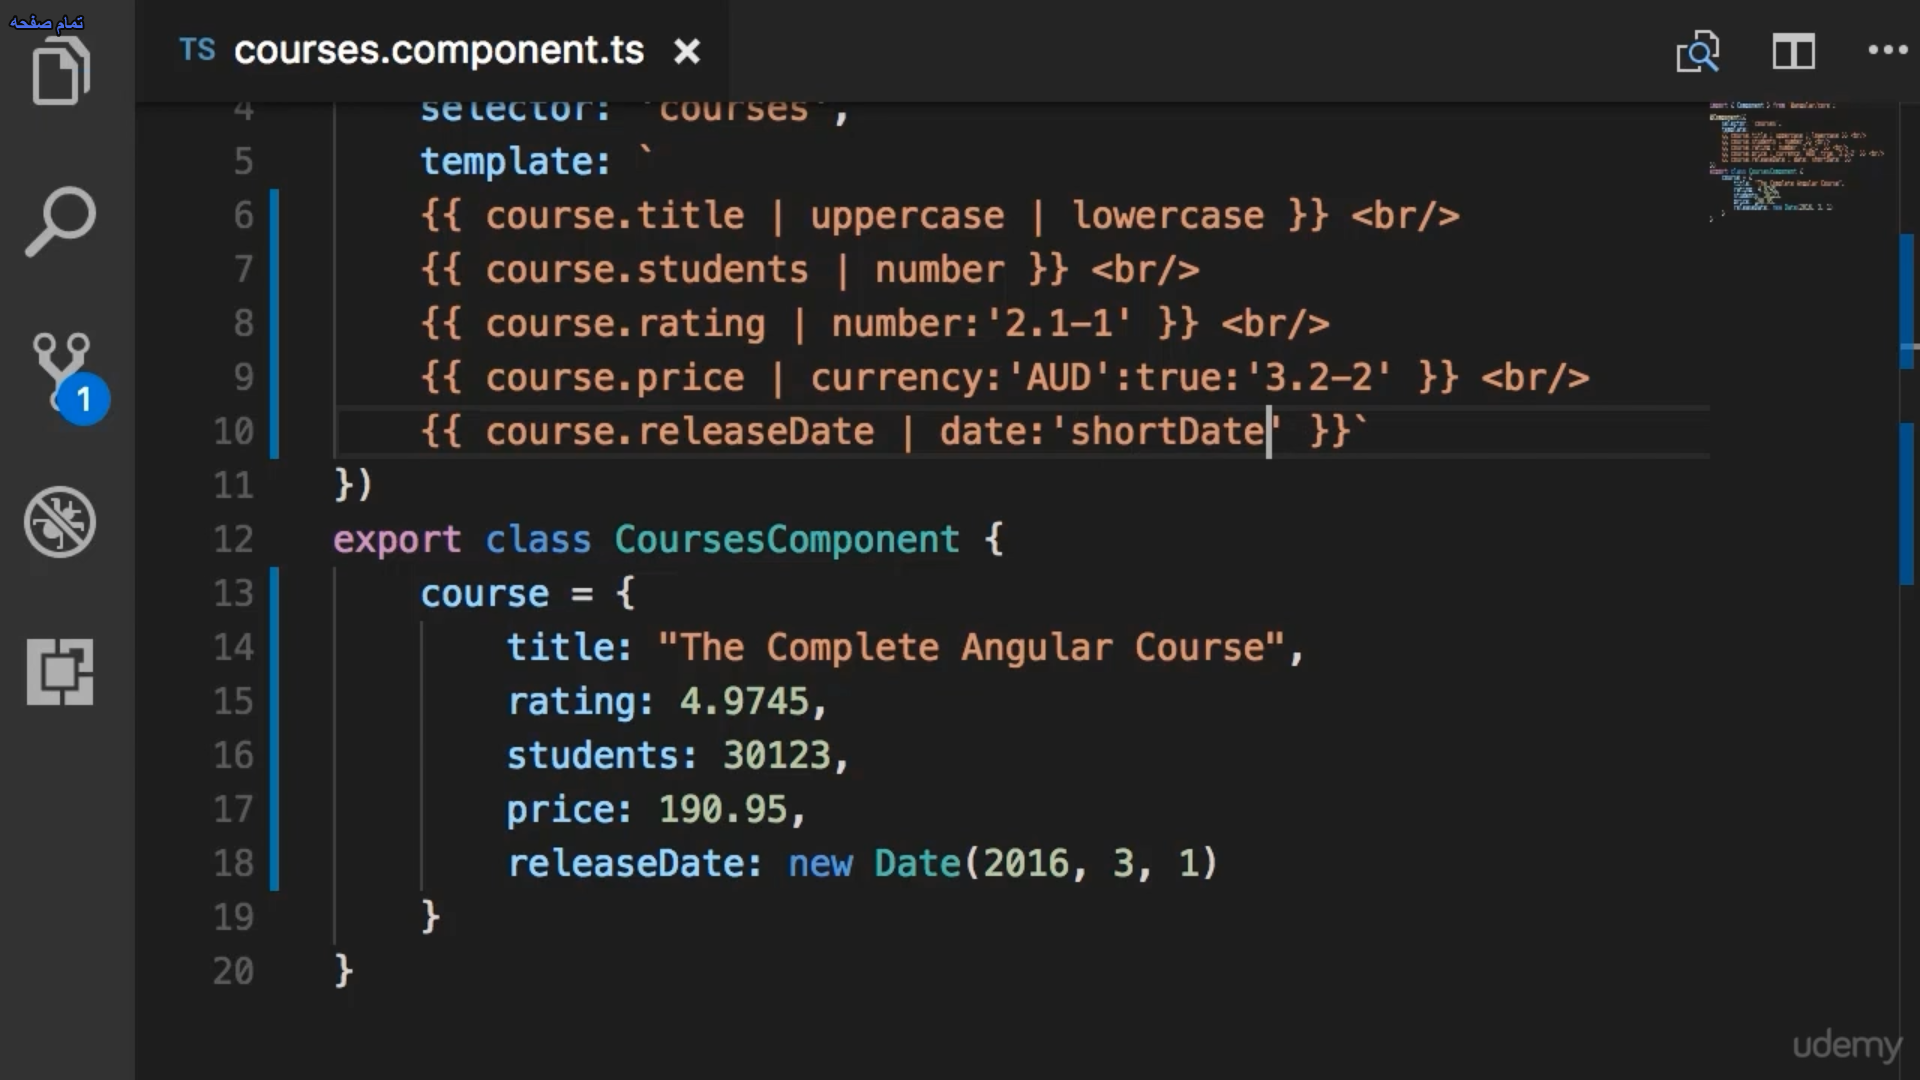 تمام صفحه
TS courses.component.ts
4 selector: 'courses',
5 template: `
6 {{ course.title | uppercase | lowercase }} <br/>
7 {{ course.students | number }} <br/>
8 {{ course.rating | number:'2.1-1' }} <br/>
9 {{ course.price | currency:'AUD':true:'3.2-2' }} <br/>
10 {{ course.releaseDate | date:'shortDate' }}`
11 })
12 export class CoursesComponent {
13 course = {
14 title: "The Complete Angular Course",
15 rating: 4.9745,
16 students: 30123,
17 price: 190.95,
18 releaseDate: new Date(2016, 3, 1)
19 }
20 }
1
udemy